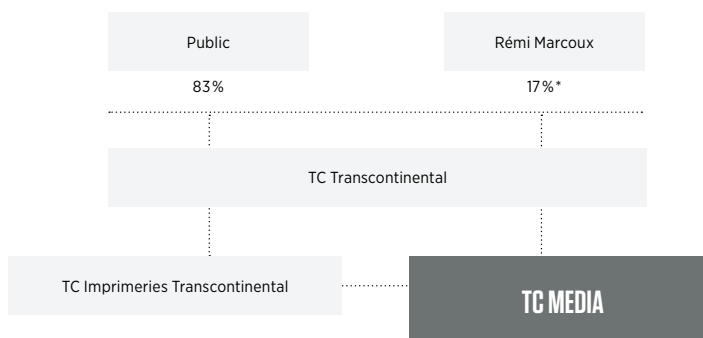 Public
Rémi Marcoux
83%
17%*
TC Transcontinental
TC Imprimeries Transcontinental
TC MEDIA